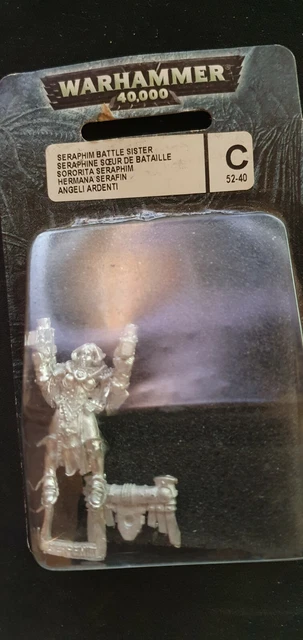 WARHAMMER
40,000
SERAPHIM BATTLE SISTER
SERAPHINE SŒUR DE BATAILLE
SORORITA SERAPHIM
HERMANA SERAFIN
ANGELI ARDENTI
C
52-40